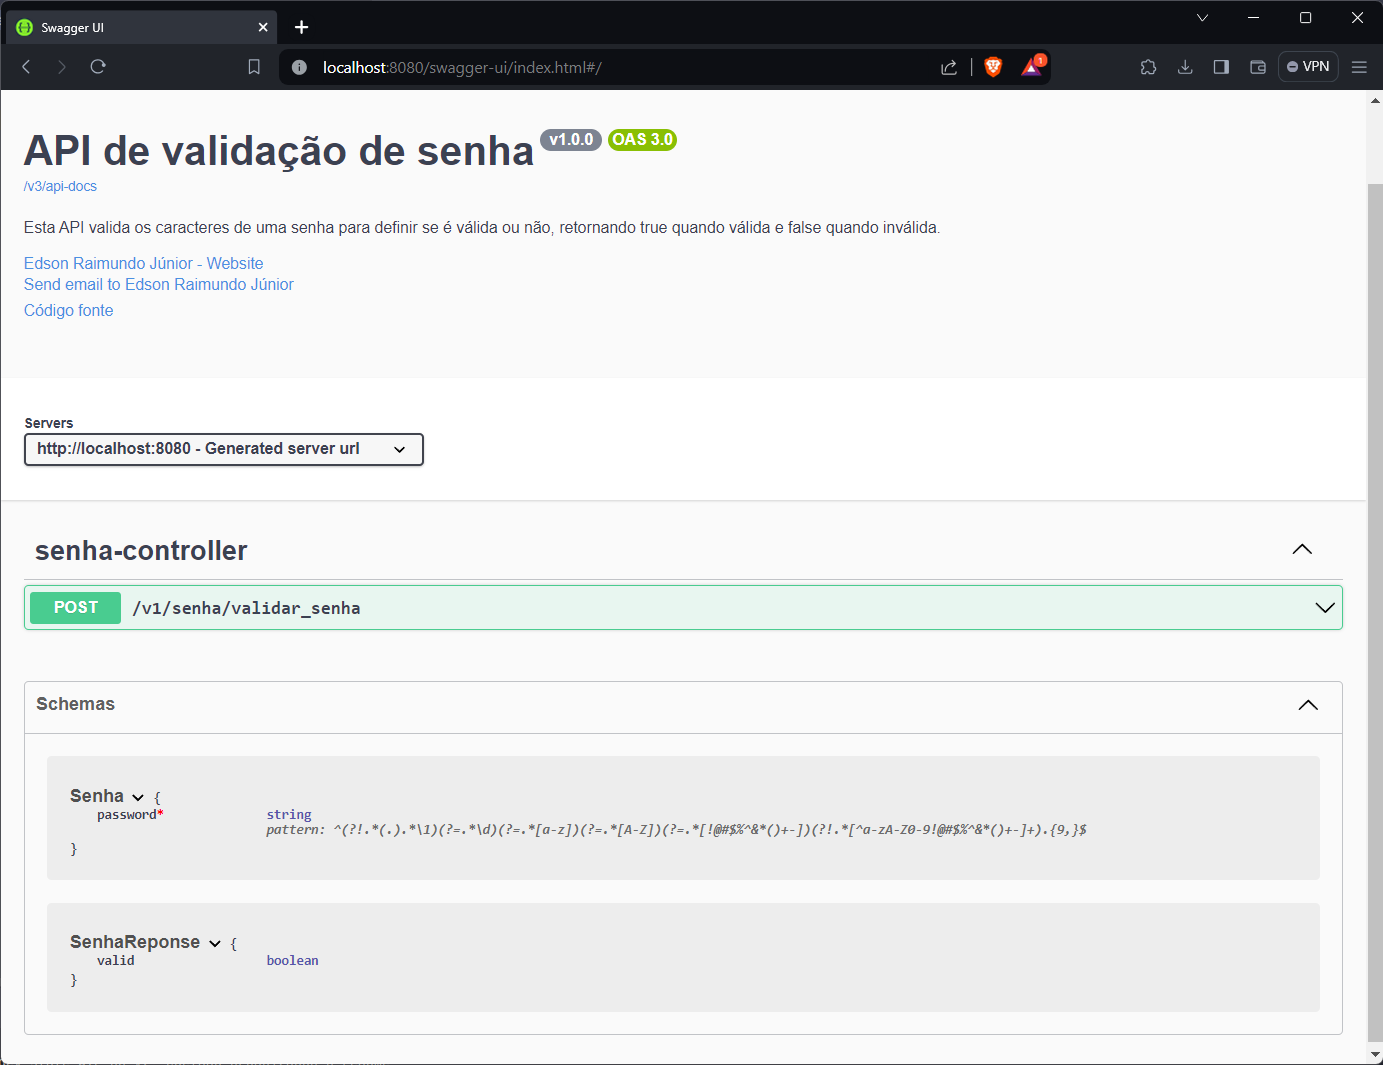 Swagger UI
localhost:8080/swagger-ui/index.html#/
1
VPN
API de validação de senha v1.0.0 OAS 3.0
/v3/api-docs
Esta API valida os caracteres de uma senha para definir se é válida ou não, retornando true quando válida e false quando inválida.
Edson Raimundo Júnior - Website
Send email to Edson Raimundo Júnior
Código fonte
Servers
http://localhost:8080 - Generated server url
senha-controller
POST /v1/senha/validar_senha
Schemas
Senha {
password* string
pattern: ^(?!.*(.).*\1)(?=.*\d)(?=.*[a-z])(?=.*[A-Z])(?=.*[!@#$%^&*()+-])(?!.*[^a-zA-Z0-9!@#$%^&*()+-]+).{9,}$
}
SenhaReponse {
valid boolean
}